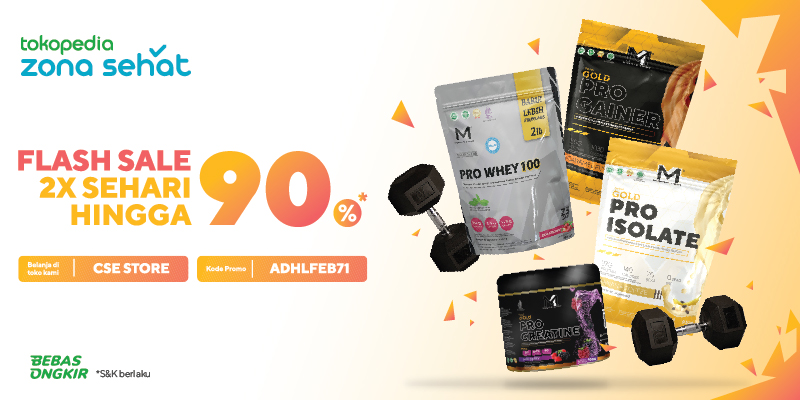 tokopedia
zona sehat
FLASH SALE
2X SEHARI
HINGGA
90%*
Belanja di
toko kami
CSE STORE
Kode Promo
ADHLFEB71
BEBAS
ONGKIR
*S&K berlaku
M
PRO WHEY 100
2lb
GOLD
PRO
GAINER
M
GOLD
PRO
ISOLATE
GOLD
PRO
CREATINE